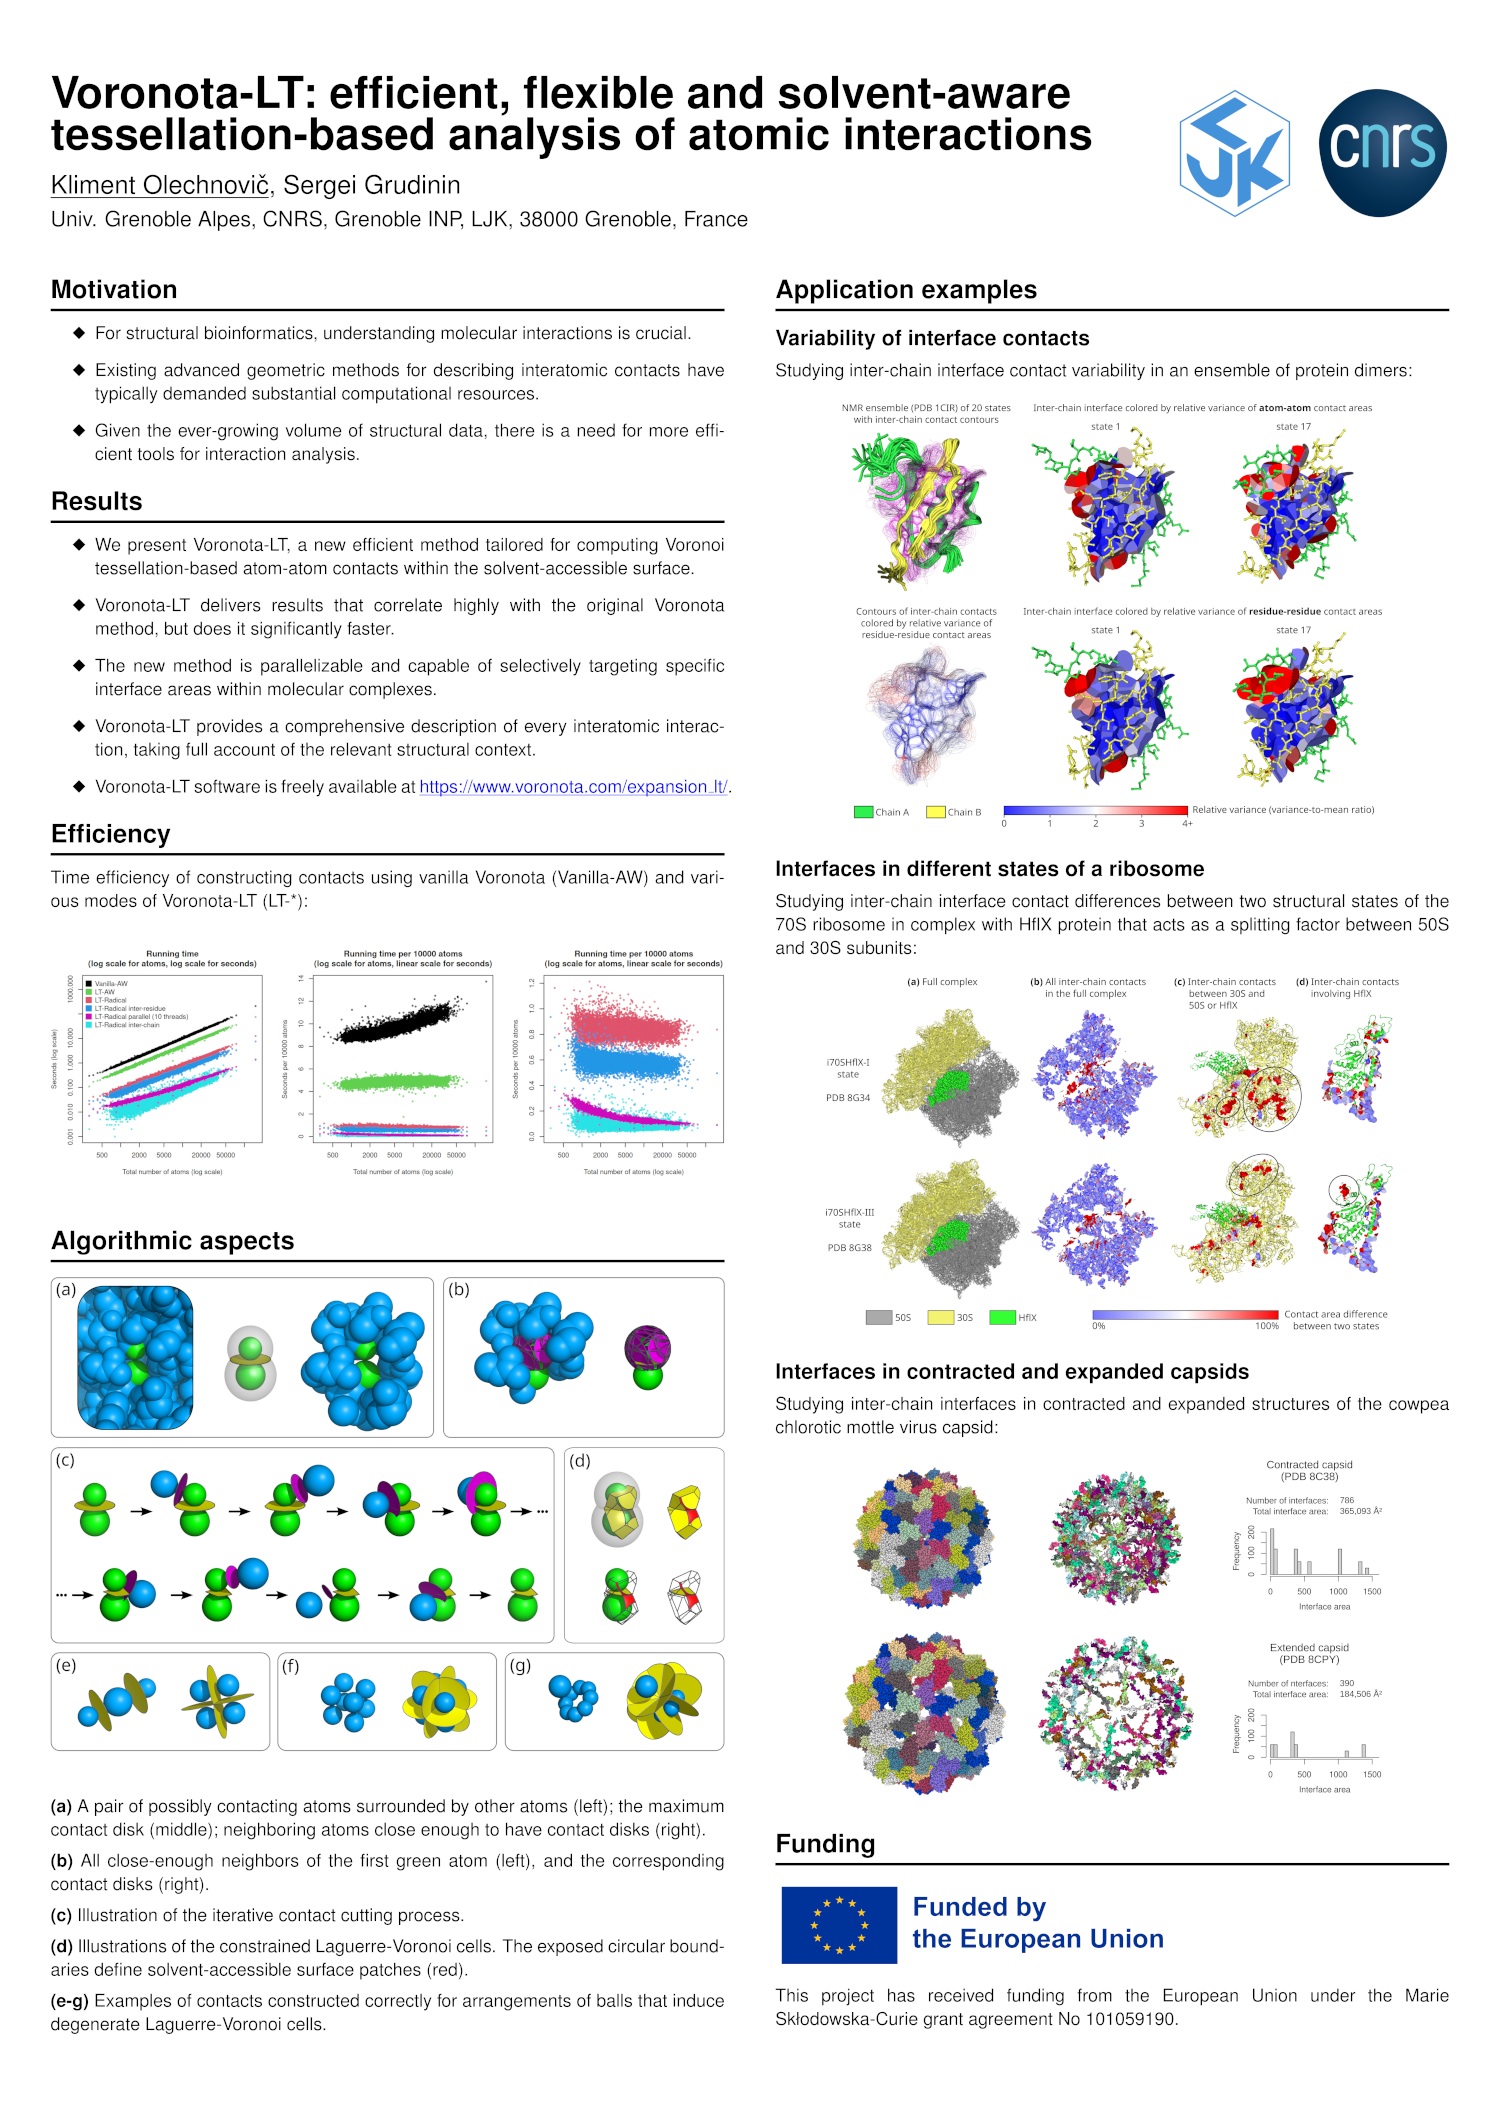 Voronota-LT: efficient, flexible and solvent-aware
tessellation-based analysis of atomic interactions
Kliment Olechnovič, Sergei Grudinin
Univ. Grenoble Alpes, CNRS, Grenoble INP, LJK, 38000 Grenoble, France
LJK
cnrs
Motivation
◆ For structural bioinformatics, understanding molecular interactions is crucial.
◆ Existing advanced geometric methods for describing interatomic contacts have
typically demanded substantial computational resources.
◆ Given the ever-growing volume of structural data, there is a need for more effi-
cient tools for interaction analysis.
Results
◆ We present Voronota-LT, a new efficient method tailored for computing Voronoi
tessellation-based atom-atom contacts within the solvent-accessible surface.
◆ Voronota-LT delivers results that correlate highly with the original Voronota
method, but does it significantly faster.
◆ The new method is parallelizable and capable of selectively targeting specific
interface areas within molecular complexes.
◆ Voronota-LT provides a comprehensive description of every interatomic interac-
tion, taking full account of the relevant structural context.
◆ Voronota-LT software is freely available at https://www.voronota.com/expansion_lt/.
Efficiency
Time efficiency of constructing contacts using vanilla Voronota (Vanilla-AW) and vari-
ous modes of Voronota-LT (LT-*):
Running time
(log scale for atoms, log scale for seconds)
Vanilla-AW
LT-AW
LT-Radical
LT-Radical inter-residue
LT-Radical parallel (10 threads)
LT-Radical inter-chain
Seconds (log scale)
0.001 0.010 0.100 1.000 10.000 1000.000
500 2000 5000 20000 50000
Total number of atoms (log scale)
Running time per 10000 atoms
(log scale for atoms, linear scale for seconds)
Seconds per 10000 atoms
0 2 4 6 8 10 12 14
500 2000 5000 20000 50000
Total number of atoms (log scale)
Running time per 10000 atoms
(log scale for atoms, linear scale for seconds)
Seconds per 10000 atoms
0.0 0.2 0.4 0.6 0.8 1.0 1.2
500 2000 5000 20000 50000
Total number of atoms (log scale)
Algorithmic aspects
(a)
(b)
(c)
(d)
(e)
(f)
(g)
(a) A pair of possibly contacting atoms surrounded by other atoms (left); the maximum
contact disk (middle); neighboring atoms close enough to have contact disks (right).
(b) All close-enough neighbors of the first green atom (left), and the corresponding
contact disks (right).
(c) Illustration of the iterative contact cutting process.
(d) Illustrations of the constrained Laguerre-Voronoi cells. The exposed circular bound-
aries define solvent-accessible surface patches (red).
(e-g) Examples of contacts constructed correctly for arrangements of balls that induce
degenerate Laguerre-Voronoi cells.
Application examples
Variability of interface contacts
Studying inter-chain interface contact variability in an ensemble of protein dimers:
NMR ensemble (PDB 1CIR) of 20 states
with inter-chain contact contours
Inter-chain interface colored by relative variance of atom-atom contact areas
state 1
state 17
Contours of inter-chain contacts
colored by relative variance of
residue-residue contact areas
Inter-chain interface colored by relative variance of residue-residue contact areas
state 1
state 17
Chain A
Chain B
Relative variance (variance-to-mean ratio)
0 1 2 3 4+
Interfaces in different states of a ribosome
Studying inter-chain interface contact differences between two structural states of the
70S ribosome in complex with HflX protein that acts as a splitting factor between 50S
and 30S subunits:
(a) Full complex
(b) All inter-chain contacts
in the full complex
(c) Inter-chain contacts
between 30S and
50S or HflX
(d) Inter-chain contacts
involving HflX
i70SHflX-I
state
PDB 8G34
i70SHflX-III
state
PDB 8G38
50S
30S
HflX
0% 100%
Contact area difference
between two states
Interfaces in contracted and expanded capsids
Studying inter-chain interfaces in contracted and expanded structures of the cowpea
chlorotic mottle virus capsid:
Contracted capsid
(PDB 8C38)
Number of interfaces: 786
Total interface area: 365,093 Å²
Frequency
0 100 200
0 500 1000 1500
Interface area
Extended capsid
(PDB 8CPY)
Number of nterfaces: 390
Total interface area: 184,506 Å²
Frequency
0 100 200
0 500 1000 1500
Interface area
Funding
Funded by
the European Union
This project has received funding from the European Union under the Marie
Skłodowska-Curie grant agreement No 101059190.